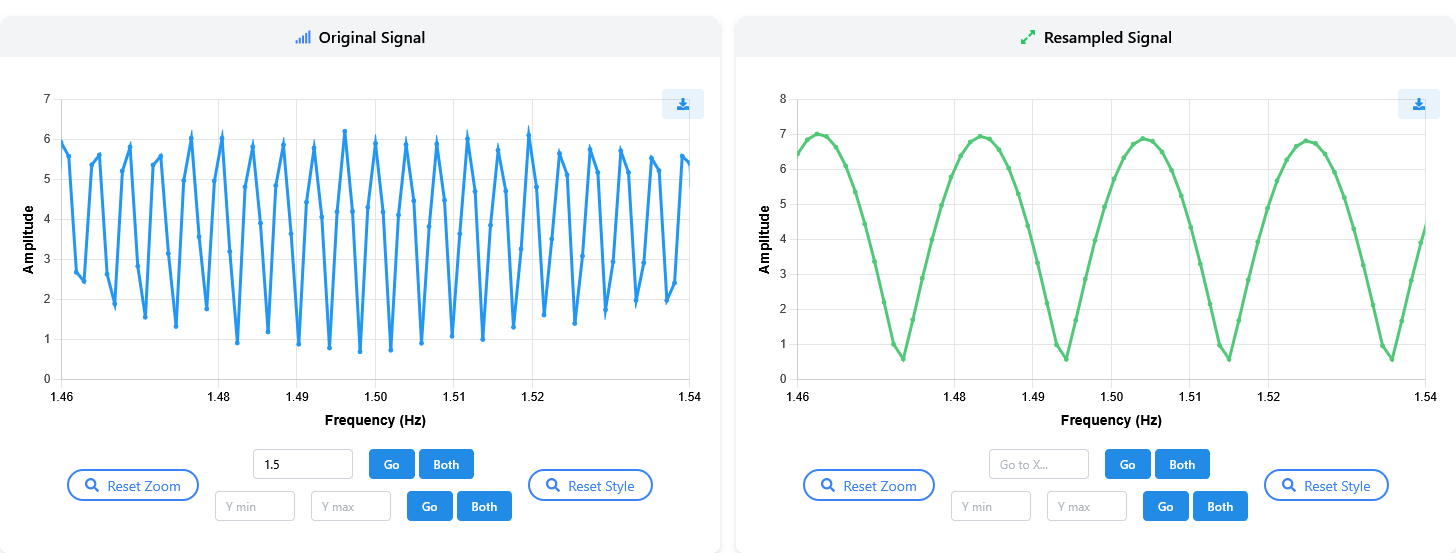 Original Signal
7
6
5
4
3
2
1
0
Amplitude
1.46 1.48 1.49 1.50 1.51 1.52 1.54
Frequency (Hz)
1.5 Go Both
Reset Zoom Reset Style
Y min Y max Go Both
Resampled Signal
8
7
6
5
4
3
2
1
0
Amplitude
1.46 1.48 1.49 1.50 1.51 1.52 1.54
Frequency (Hz)
Go to X... Go Both
Reset Zoom Reset Style
Y min Y max Go Both